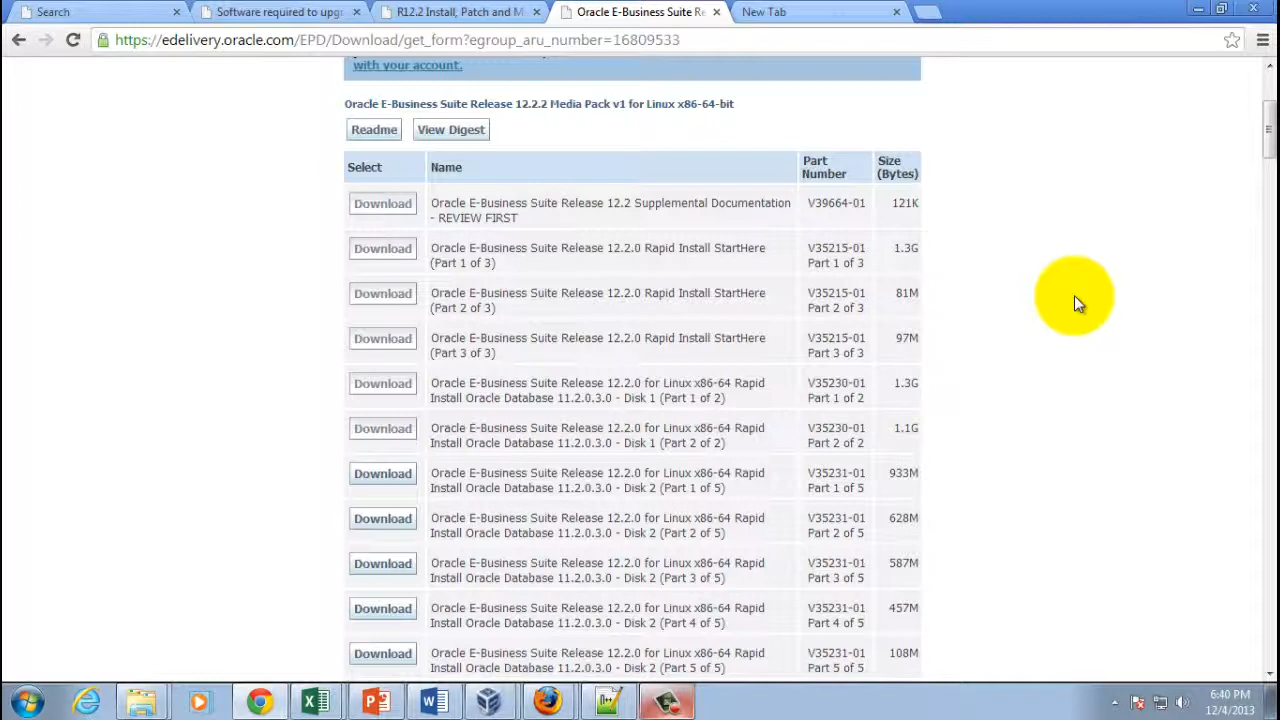 Search
Software required to upgr
R12.2 Install, Patch and M
Oracle E-Business Suite Re
New Tab
https://edelivery.oracle.com/EPD/Download/get_form?egroup_aru_number=16809533
with your account.
Oracle E-Business Suite Release 12.2.2 Media Pack v1 for Linux x86-64-bit
Readme
View Digest
Select
Name
Part
Number
Size
(Bytes)
Download
Oracle E-Business Suite Release 12.2 Supplemental Documentation
- REVIEW FIRST
V39664-01
121K
Download
Oracle E-Business Suite Release 12.2.0 Rapid Install StartHere
(Part 1 of 3)
V35215-01
Part 1 of 3
1.3G
Download
Oracle E-Business Suite Release 12.2.0 Rapid Install StartHere
(Part 2 of 3)
V35215-01
Part 2 of 3
81M
Download
Oracle E-Business Suite Release 12.2.0 Rapid Install StartHere
(Part 3 of 3)
V35215-01
Part 3 of 3
97M
Download
Oracle E-Business Suite Release 12.2.0 for Linux x86-64 Rapid
Install Oracle Database 11.2.0.3.0 - Disk 1 (Part 1 of 2)
V35230-01
Part 1 of 2
1.3G
Download
Oracle E-Business Suite Release 12.2.0 for Linux x86-64 Rapid
Install Oracle Database 11.2.0.3.0 - Disk 1 (Part 2 of 2)
V35230-01
Part 2 of 2
1.1G
Download
Oracle E-Business Suite Release 12.2.0 for Linux x86-64 Rapid
Install Oracle Database 11.2.0.3.0 - Disk 2 (Part 1 of 5)
V35231-01
Part 1 of 5
933M
Download
Oracle E-Business Suite Release 12.2.0 for Linux x86-64 Rapid
Install Oracle Database 11.2.0.3.0 - Disk 2 (Part 2 of 5)
V35231-01
Part 2 of 5
628M
Download
Oracle E-Business Suite Release 12.2.0 for Linux x86-64 Rapid
Install Oracle Database 11.2.0.3.0 - Disk 2 (Part 3 of 5)
V35231-01
Part 3 of 5
587M
Download
Oracle E-Business Suite Release 12.2.0 for Linux x86-64 Rapid
Install Oracle Database 11.2.0.3.0 - Disk 2 (Part 4 of 5)
V35231-01
Part 4 of 5
457M
Download
Oracle E-Business Suite Release 12.2.0 for Linux x86-64 Rapid
Install Oracle Database 11.2.0.3.0 - Disk 2 (Part 5 of 5)
V35231-01
Part 5 of 5
108M
6:40 PM
12/4/2013